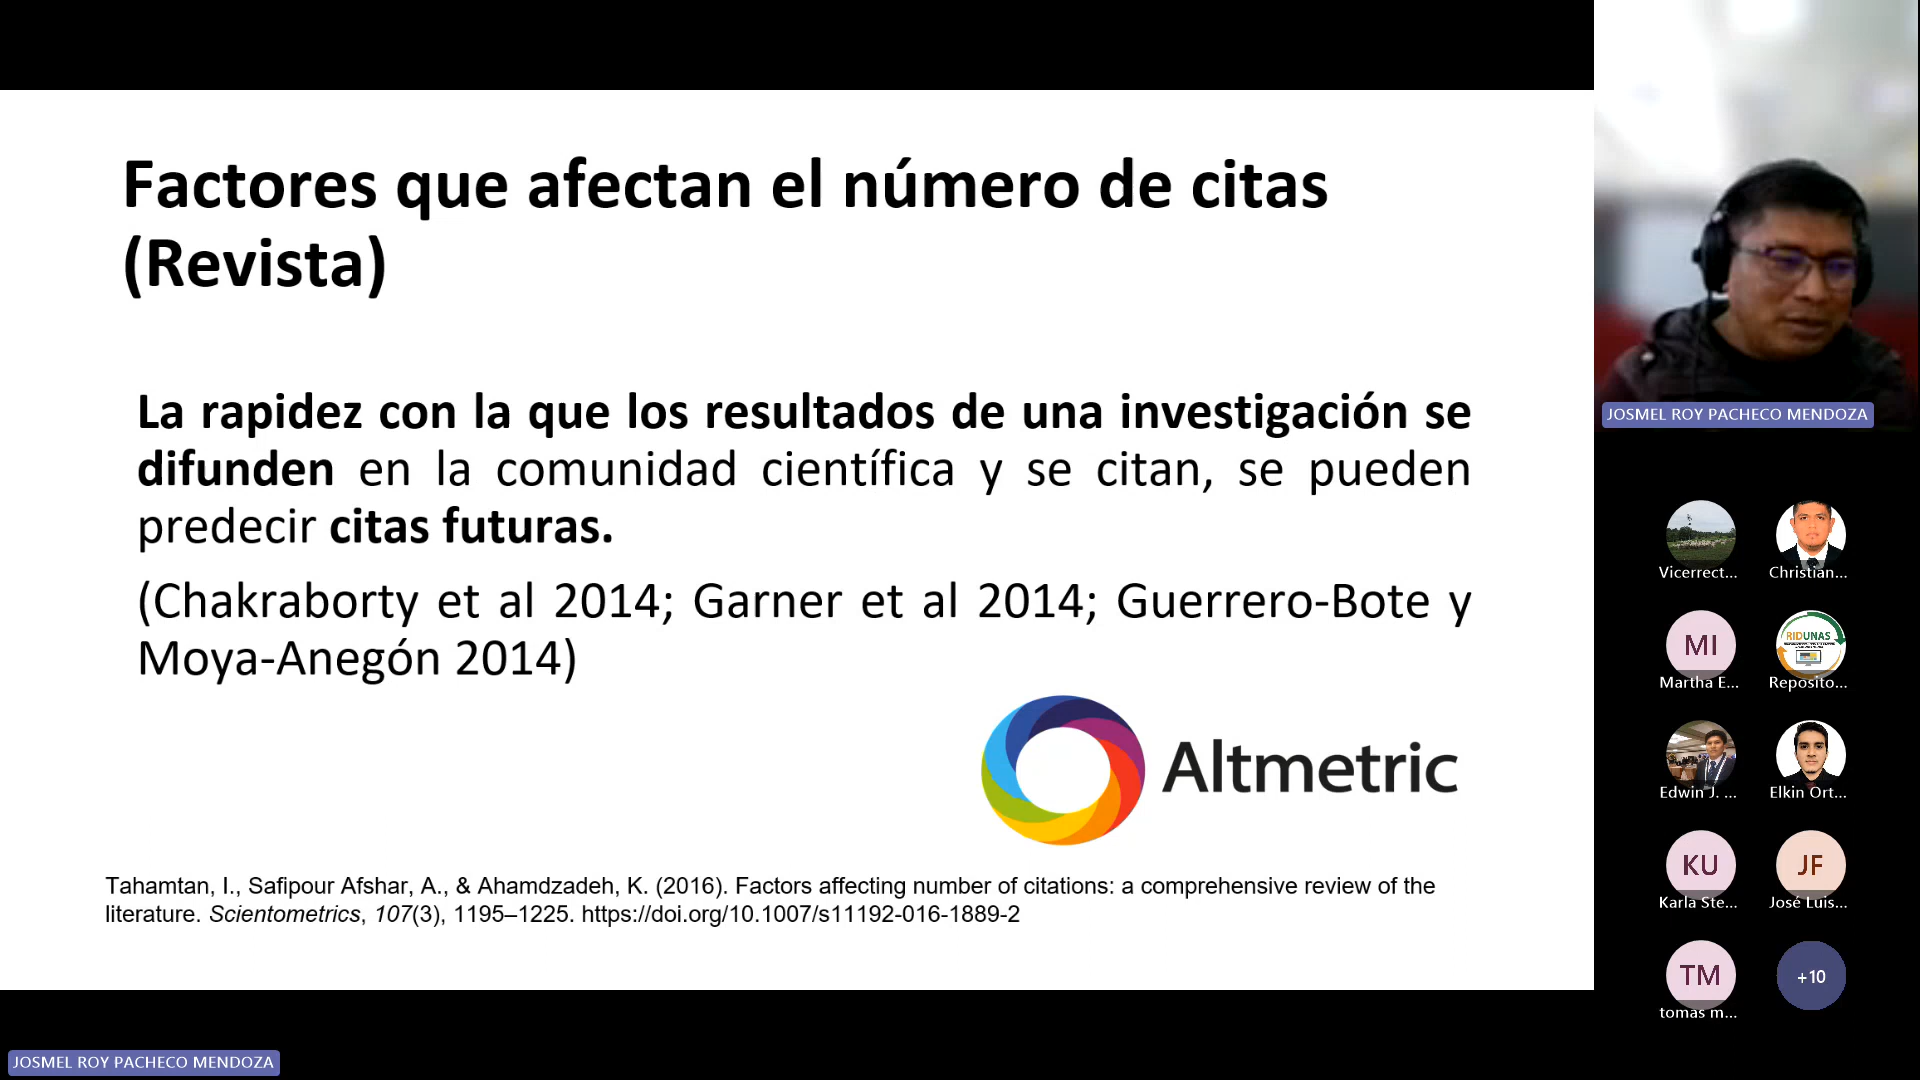 Factores que afectan el número de citas
(Revista)
La rapidez con la que los resultados de una investigación se
difunden en la comunidad científica y se citan, se pueden
predecir citas futuras.
(Chakraborty et al 2014; Garner et al 2014; Guerrero-Bote y
Moya-Anegón 2014)
Altmetric
Tahamtan, I., Safipour Afshar, A., & Ahamdzadeh, K. (2016). Factors affecting number of citations: a comprehensive review of the
literature. Scientometrics, 107(3), 1195–1225. https://doi.org/10.1007/s11192-016-1889-2
JOSMEL ROY PACHECO MENDOZA
JOSMEL ROY PACHECO MENDOZA
Vicerrect...
Christian...
MI
Martha E...
RIDUNAS
Reposito...
Edwin J. ...
Elkin Ort...
KU
Karla Ste...
JF
José Luis...
TM
tomas m...
+10